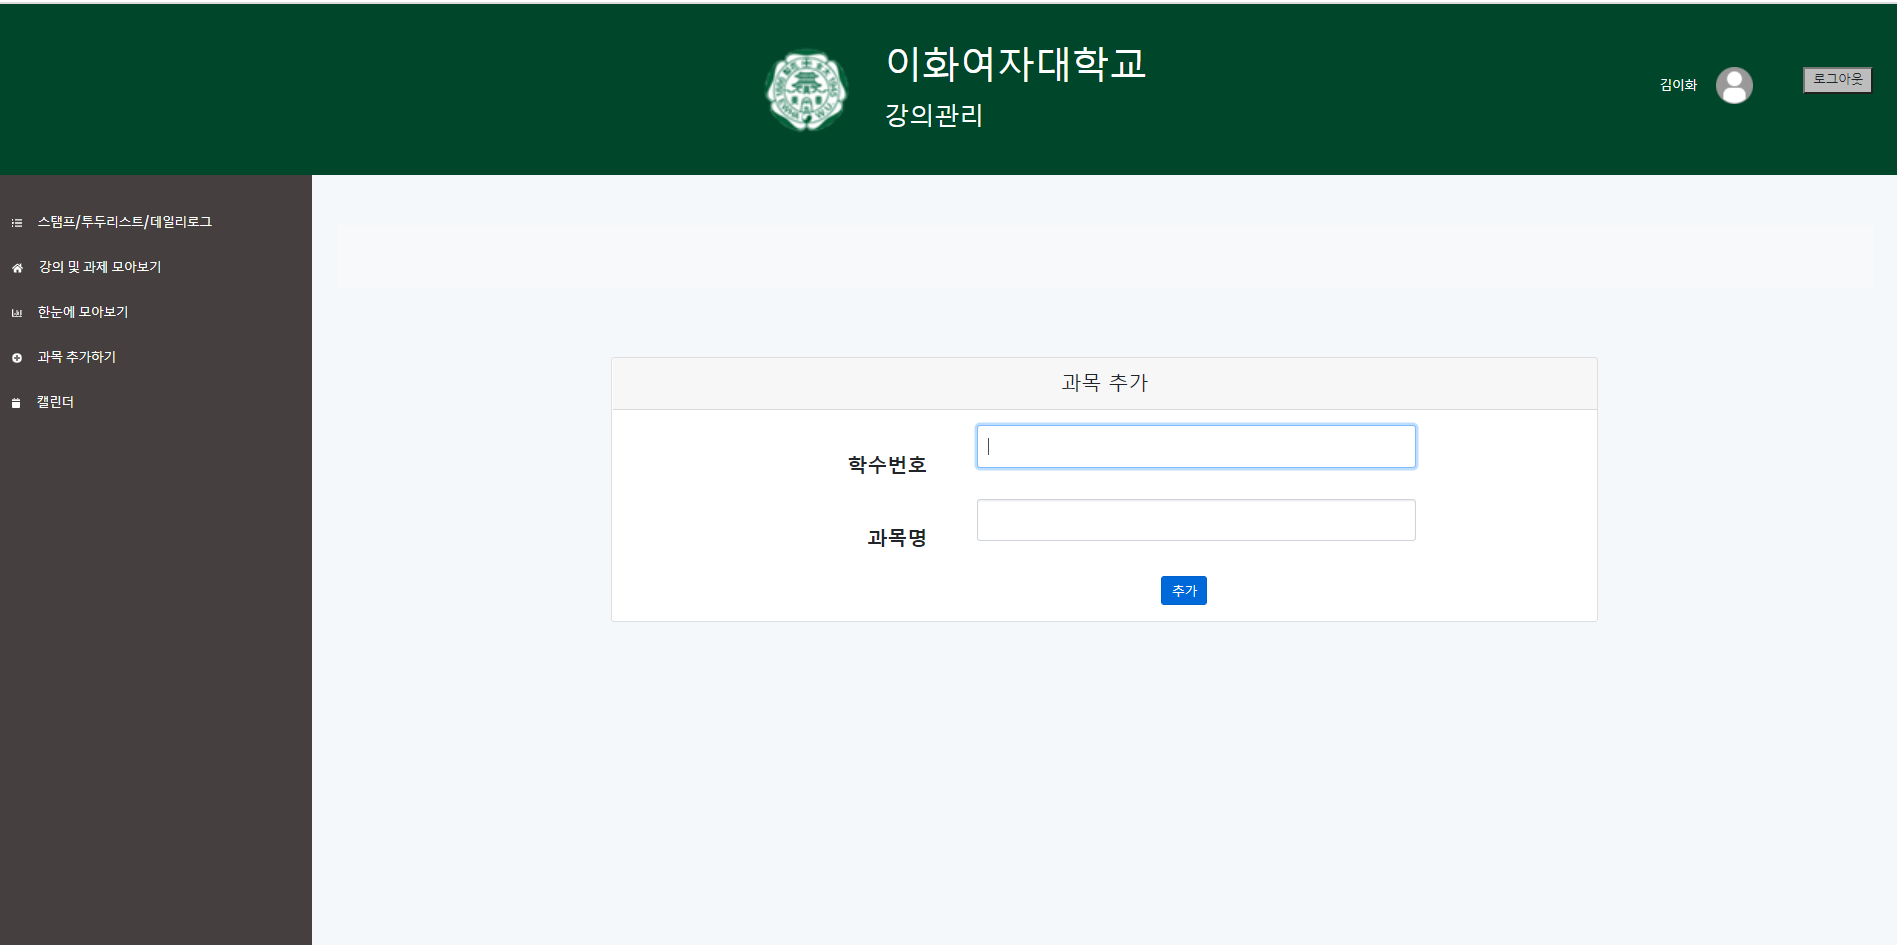 이화여자대학교
강의관리
김이화
로그아웃
스탬프/투두리스트/데일리로그
강의 및 과제 모아보기
한눈에 모아보기
과목 추가하기
캘린더
과목 추가
학수번호
과목명
추가